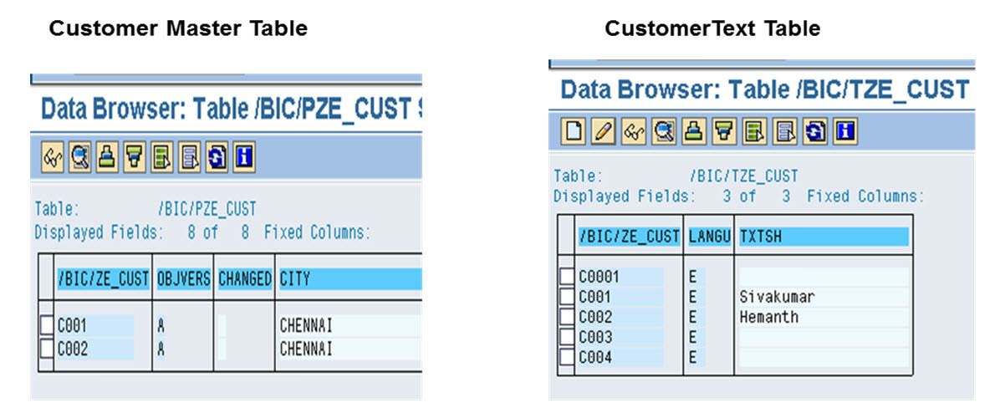 Customer Master Table
Data Browser: Table /BIC/PZE_CUST
Table: /BIC/PZE_CUST
Displayed Fields: 8 of 8 Fixed Columns:
/BIC/ZE_CUST OBJVERS CHANGED CITY
C001 A CHENNAI
C002 A CHENNAI
CustomerText Table
Data Browser: Table /BIC/TZE_CUST
Table: /BIC/TZE_CUST
Displayed Fields: 3 of 3 Fixed Columns:
/BIC/ZE_CUST LANGU TXTSH
C0001 E
C001 E Sivakumar
C002 E Hemanth
C003 E
C004 E